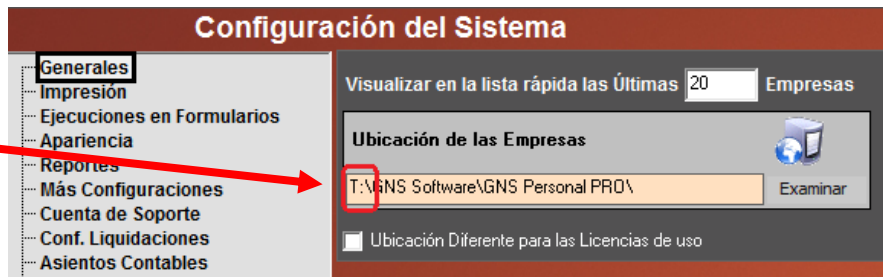 Configuración del Sistema
Generales
Impresión
Ejecuciones en Formularios
Apariencia
Reportes
Más Configuraciones
Cuenta de Soporte
Conf. Liquidaciones
Asientos Contables
Visualizar en la lista rápida las Últimas 20 Empresas
Ubicación de las Empresas
T:\GNS Software\GNS Personal PRO\ Examinar
Ubicación Diferente para las Licencias de uso